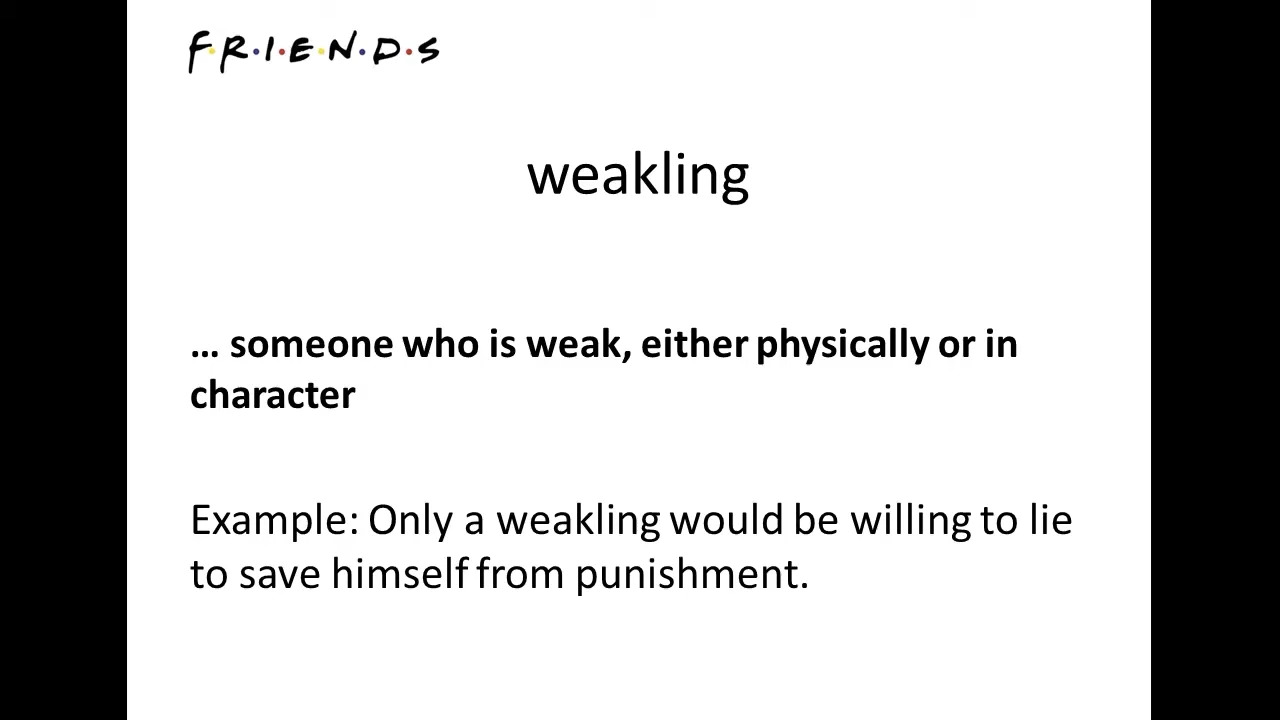 F·R·I·E·N·D·S
weakling
... someone who is weak, either physically or in
character
Example: Only a weakling would be willing to lie
to save himself from punishment.